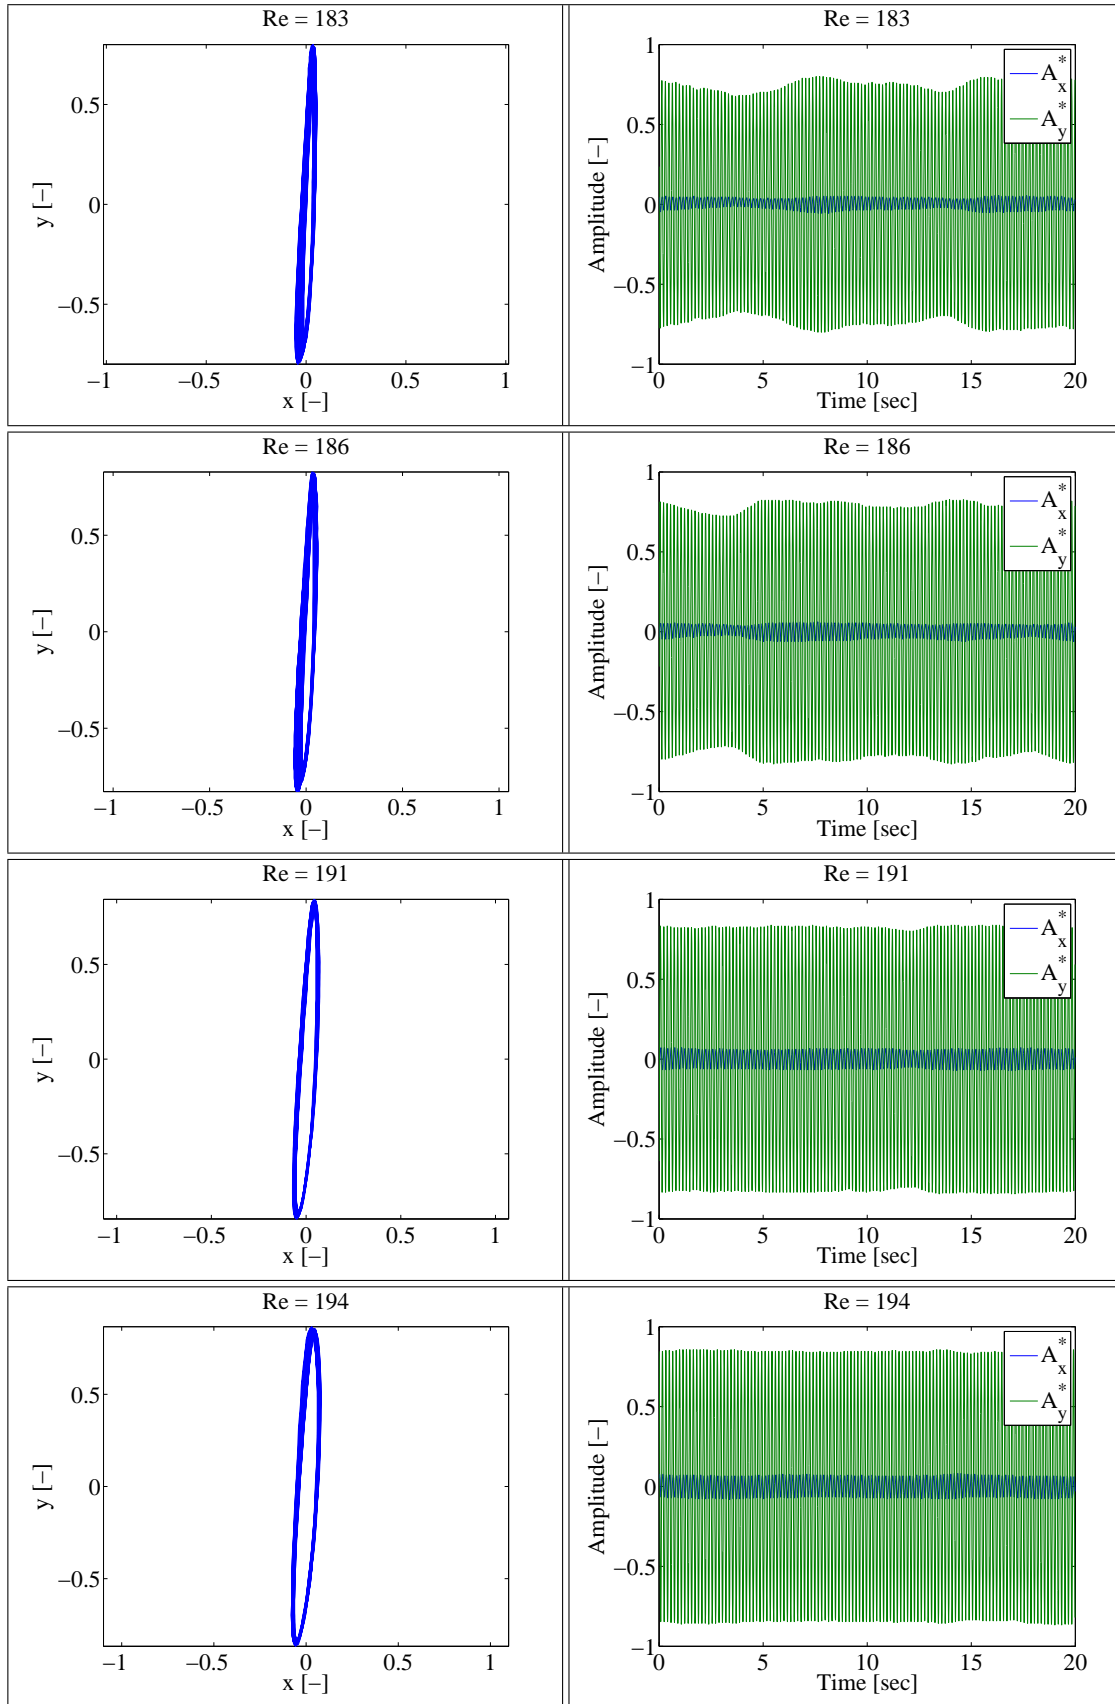 Re = 183
Re = 183
0.5
0
−0.5
y [−]
−1
−0.5
0
0.5
1
x [−]
1
0.5
0
−0.5
−1
Amplitude [−]
0
5
10
15
20
Time [sec]
A*x
A*y
Re = 186
Re = 186
0.5
0
−0.5
y [−]
−1
−0.5
0
0.5
1
x [−]
1
0.5
0
−0.5
−1
Amplitude [−]
0
5
10
15
20
Time [sec]
A*x
A*y
Re = 191
Re = 191
0.5
0
−0.5
y [−]
−1
−0.5
0
0.5
1
x [−]
1
0.5
0
−0.5
−1
Amplitude [−]
0
5
10
15
20
Time [sec]
A*x
A*y
Re = 194
Re = 194
0.5
0
−0.5
y [−]
−1
−0.5
0
0.5
1
x [−]
1
0.5
0
−0.5
−1
Amplitude [−]
0
5
10
15
20
Time [sec]
A*x
A*y